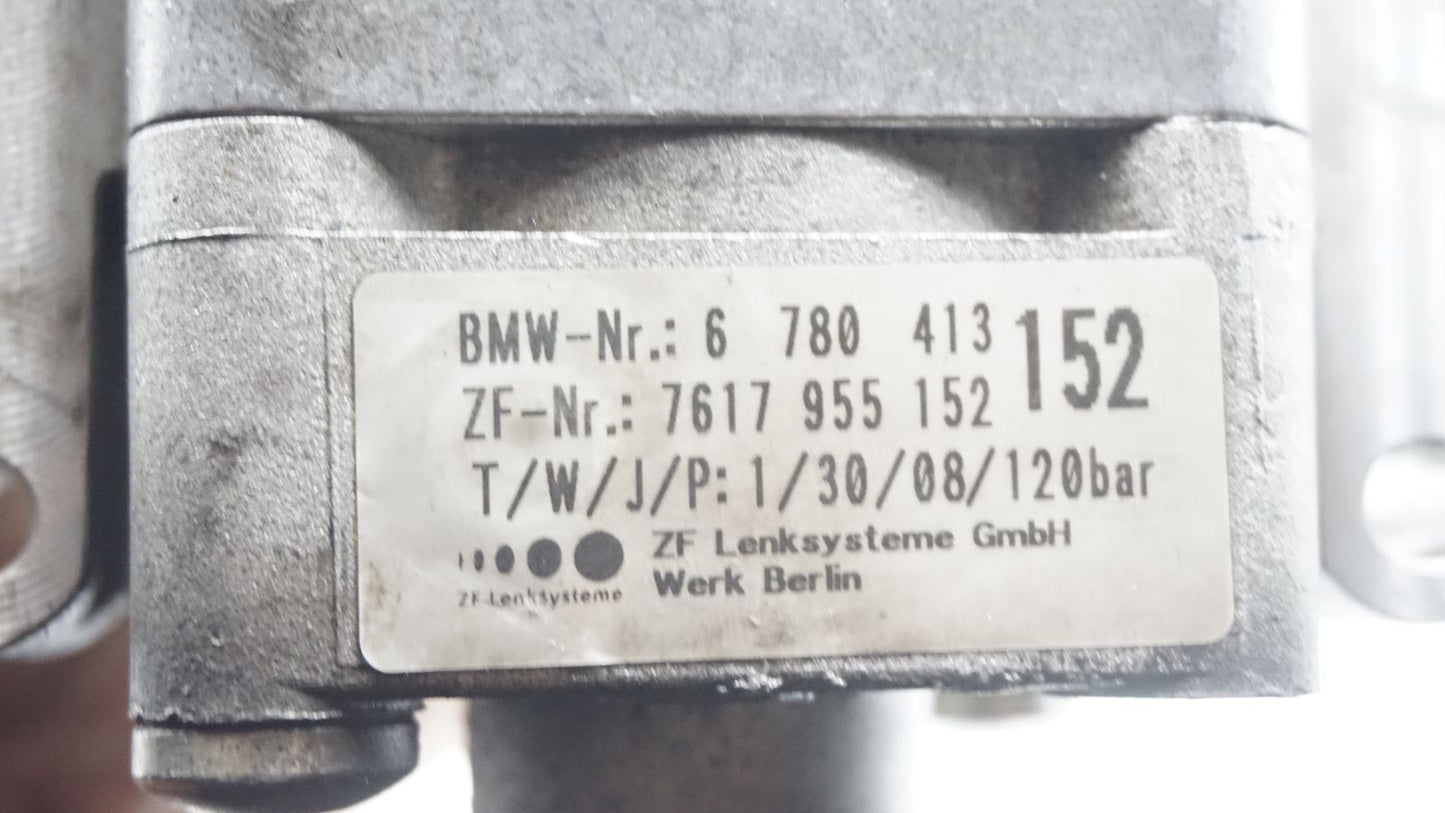 BMW-Nr.: 6 780 413 152
ZF-Nr.: 7617 955 152
T/W/J/P: 1/30/08/120bar
ZF Lenksysteme GmbH
Werk Berlin
ZF Lenksysteme